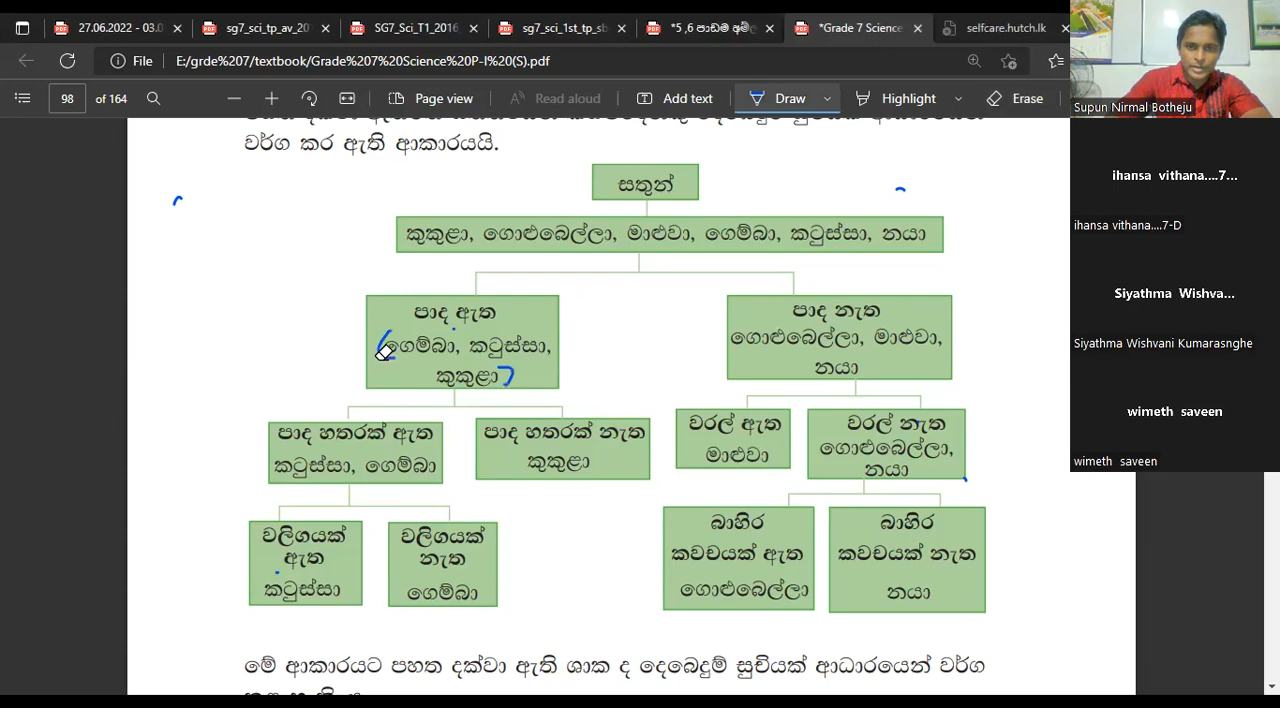 27.06.2022 - 03.0
sg7_sci_tp_av_20
SG7_Sci_T1_2016
sg7_sci_1st_tp_sb
*5 ,6 පාඩම් අම්
*Grade 7 Science
selfcare.hutch.lk
File
E:/grde%207/textbook/Grade%207%20Science%20P-I%20(S).pdf
98 of 164
Page view
Read aloud
Add text
Draw
Highlight
Erase
Supun Nirmal Botheju
ihansa vithana....7...
ihansa vithana....7-D
Siyathma Wishva...
Siyathma Wishvani Kumarasnghe
wimeth saveen
wimeth saveen
වර්ග කර ඇති ආකාරයයි.
සතුන්
කුකුළා, ගොළුබෙල්ලා, මාළුවා, ගෙම්බා, කටුස්සා, නයා
පාද ඇත
ගෙම්බා, කටුස්සා,
කුකුළා
පාද නැත
ගොළුබෙල්ලා, මාළුවා,
නයා
පාද හතරක් ඇත
කටුස්සා, ගෙම්බා
පාද හතරක් නැත
කුකුළා
වරල් ඇත
මාළුවා
වරල් නැත
ගොළුබෙල්ලා,
නයා
වලිගයක්
ඇත
කටුස්සා
වලිගයක්
නැත
ගෙම්බා
බාහිර
කවචයක් ඇත
ගොළුබෙල්ලා
බාහිර
කවචයක් නැත
නයා
මේ ආකාරයට පහත දක්වා ඇති ශාක ද දෙබෙදුම් සුචියක් ආධාරයෙන් වර්ග